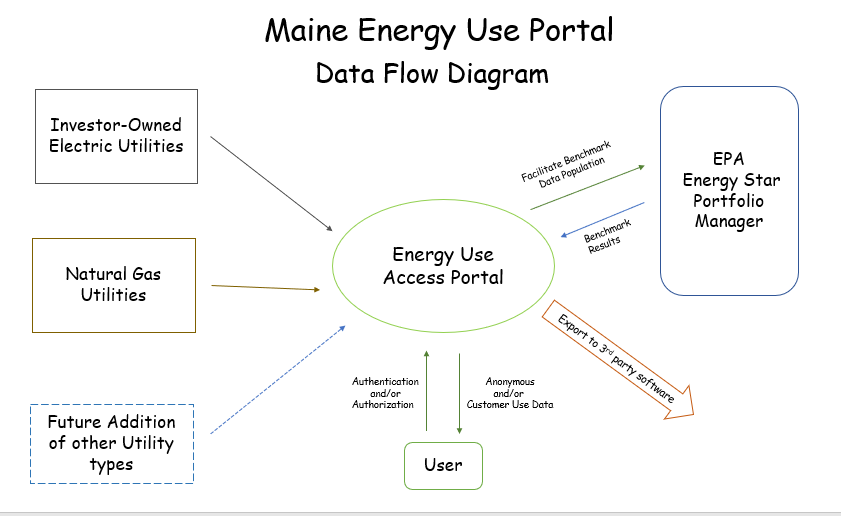 Maine Energy Use Portal
Data Flow Diagram
Investor-Owned
Electric Utilities
Natural Gas
Utilities
Future Addition
of other Utility
types
Energy Use
Access Portal
Facilitate Benchmark
Data Population
Benchmark
Results
EPA
Energy Star
Portfolio
Manager
Export to 3rd party software
Authentication
and/or
Authorization
Anonymous
and/or
Customer Use Data
User